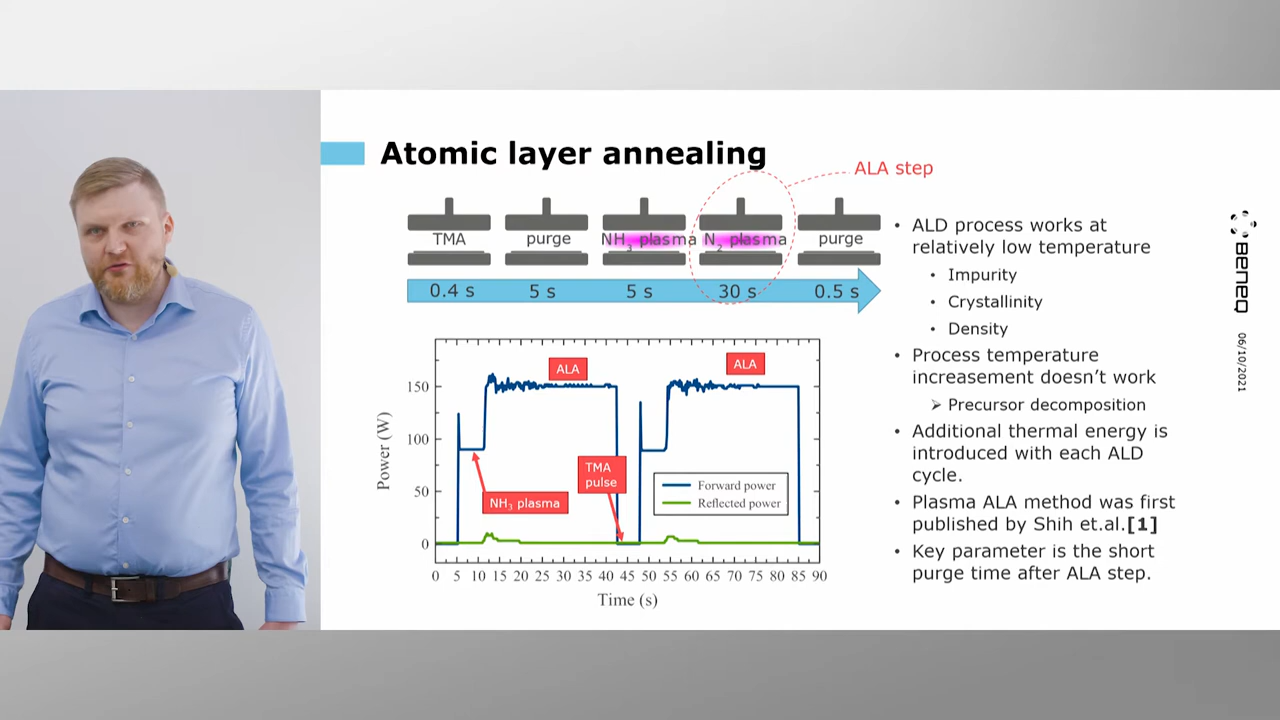 Atomic layer annealing
ALA step
TMA
purge
NH3 plasma
N2 plasma
purge
0.4 s
5 s
5 s
30 s
0.5 s
ALA
ALA
TMA
pulse
NH3 plasma
Forward power
Reflected power
Power (W)
150
100
50
0
0 5 10 15 20 25 30 35 40 45 50 55 60 65 70 75 80 85 90
Time (s)
• ALD process works at
relatively low temperature
• Impurity
• Crystallinity
• Density
• Process temperature
increasement doesn’t work
➢ Precursor decomposition
• Additional thermal energy is
introduced with each ALD
cycle.
• Plasma ALA method was first
published by Shih et.al.[1]
• Key parameter is the short
purge time after ALA step.
BENEQ
06/10/2021